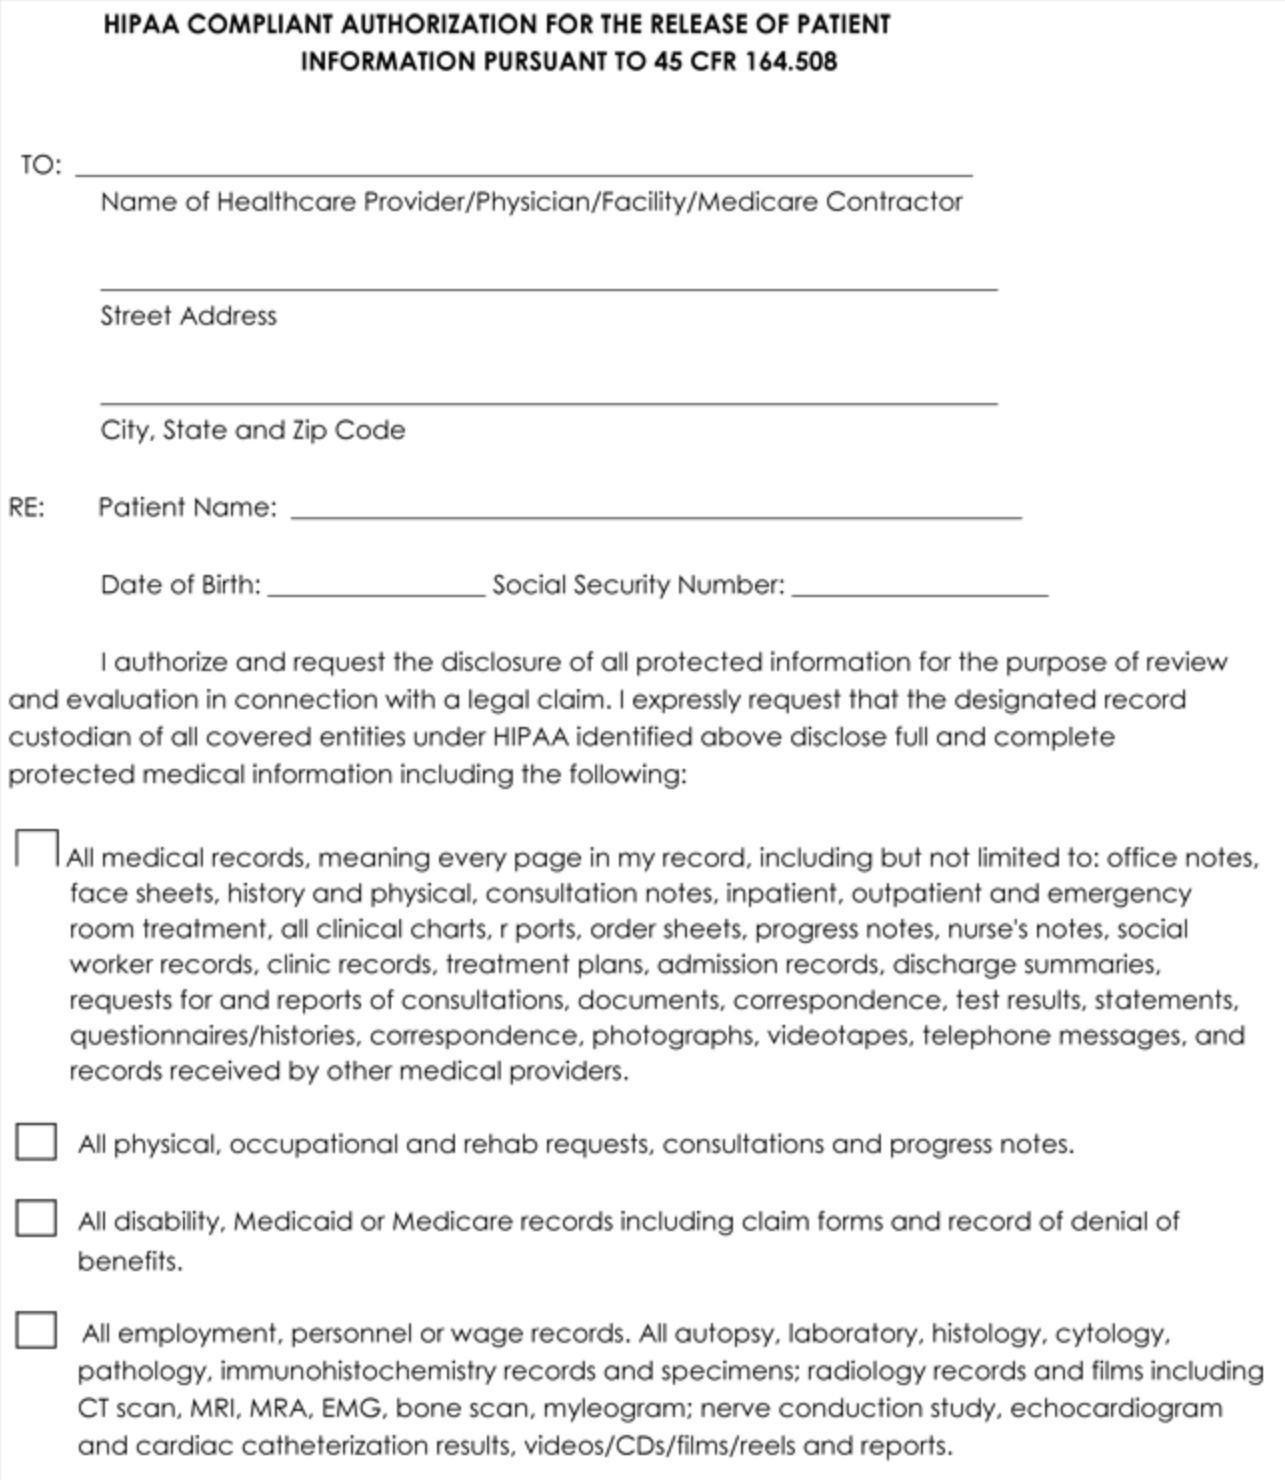 HIPAA COMPLIANT AUTHORIZATION FOR THE RELEASE OF PATIENT
INFORMATION PURSUANT TO 45 CFR 164.508
TO:
Name of Healthcare Provider/Physician/Facility/Medicare Contractor
Street Address
City, State and Zip Code
RE: Patient Name:
Date of Birth: Social Security Number:
I authorize and request the disclosure of all protected information for the purpose of review
and evaluation in connection with a legal claim. I expressly request that the designated record
custodian of all covered entities under HIPAA identified above disclose full and complete
protected medical information including the following:
All medical records, meaning every page in my record, including but not limited to: office notes,
face sheets, history and physical, consultation notes, inpatient, outpatient and emergency
room treatment, all clinical charts, r ports, order sheets, progress notes, nurse's notes, social
worker records, clinic records, treatment plans, admission records, discharge summaries,
requests for and reports of consultations, documents, correspondence, test results, statements,
questionnaires/histories, correspondence, photographs, videotapes, telephone messages, and
records received by other medical providers.
All physical, occupational and rehab requests, consultations and progress notes.
All disability, Medicaid or Medicare records including claim forms and record of denial of
benefits.
All employment, personnel or wage records. All autopsy, laboratory, histology, cytology,
pathology, immunohistochemistry records and specimens; radiology records and films including
CT scan, MRI, MRA, EMG, bone scan, myleogram; nerve conduction study, echocardiogram
and cardiac catheterization results, videos/CDs/films/reels and reports.